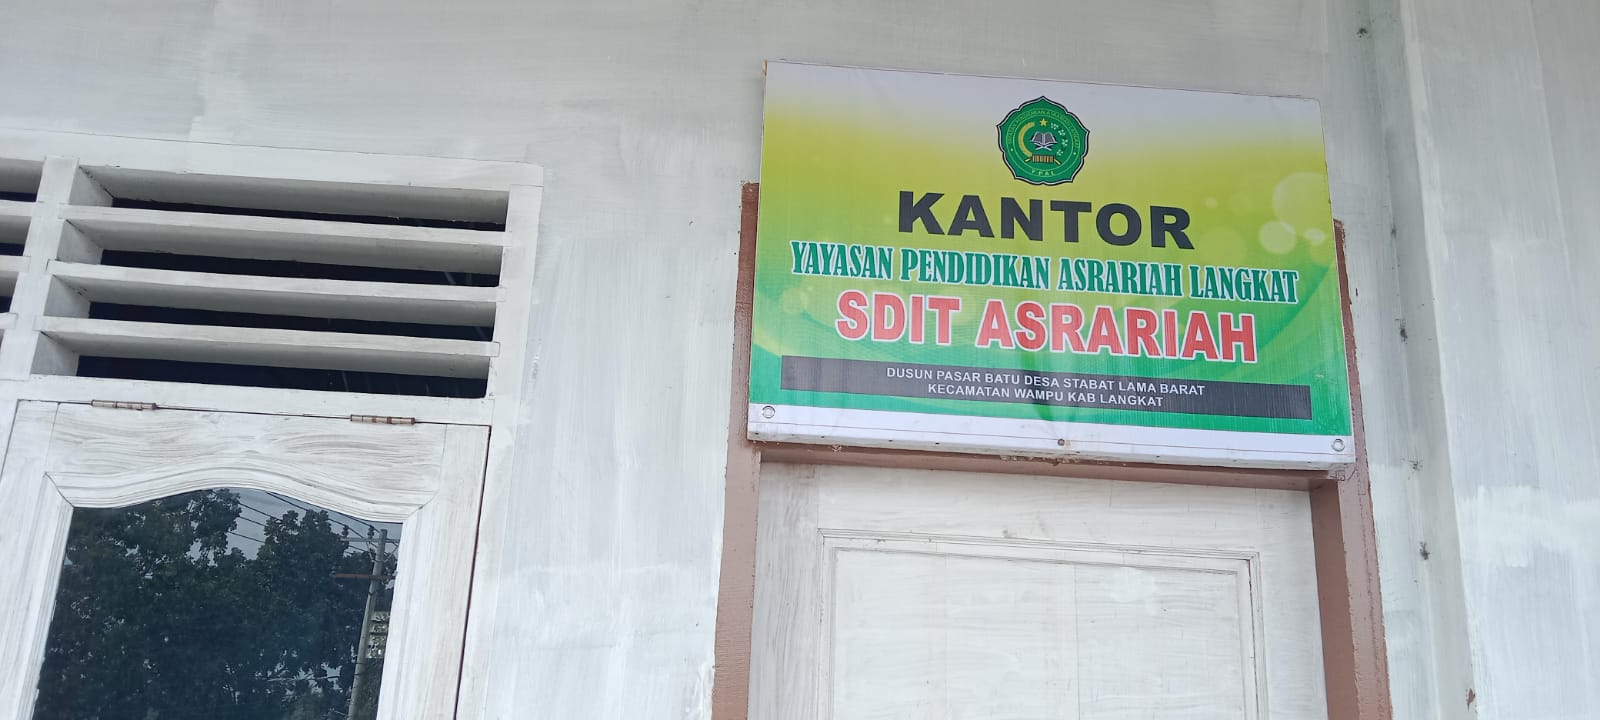 Y P A L
KANTOR
YAYASAN PENDIDIKAN ASRARIAH LANGKAT
SDIT ASRARIAH
DUSUN PASAR BATU DESA STABAT LAMA BARAT
KECAMATAN WAMPU KAB LANGKAT